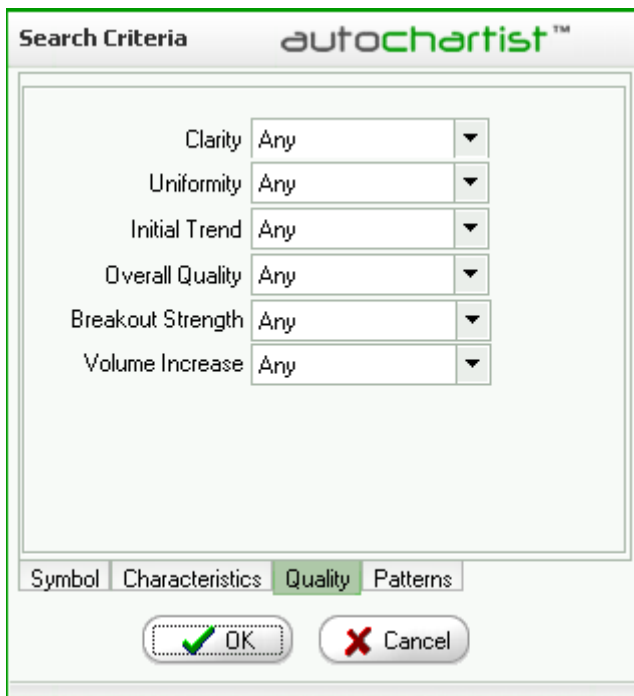 Search Criteria autochartist™
Clarity Any
Uniformity Any
Initial Trend Any
Overall Quality Any
Breakout Strength Any
Volume Increase Any
Symbol Characteristics Quality Patterns
OK Cancel